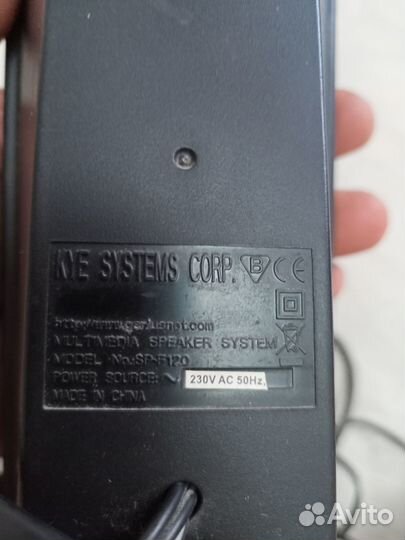 KYE SYSTEMS CORP. B CE
http://www.geniusnet.com
MULTIMEDIA SPEAKER SYSTEM
MODEL No.:SP-F120
POWER SOURCE: ~ 230V AC 50Hz,
MADE IN CHINA
Avito